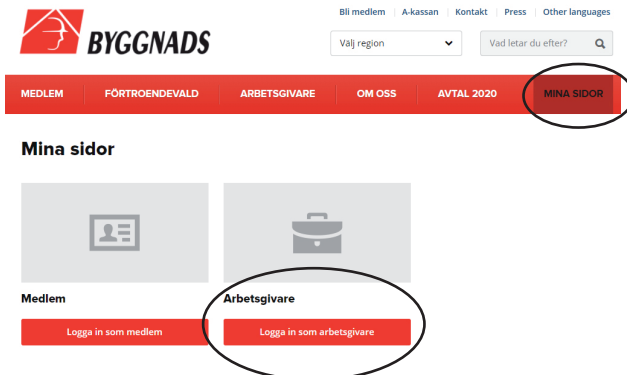 Bli medlem A-kassan Kontakt Press Other languages
BYGGNADS
Välj region Vad letar du efter?
MEDLEM FÖRTROENDEVALD ARBETSGIVARE OM OSS AVTAL 2020 MINA SIDOR
Mina sidor
Medlem Arbetsgivare
Logga in som medlem Logga in som arbetsgivare